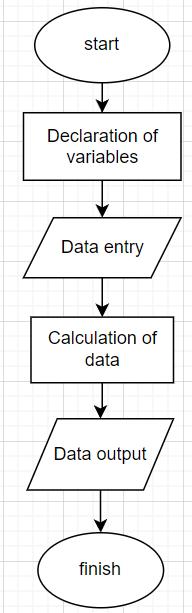 start
Declaration of
variables
Data entry
Calculation of
data
Data output
finish